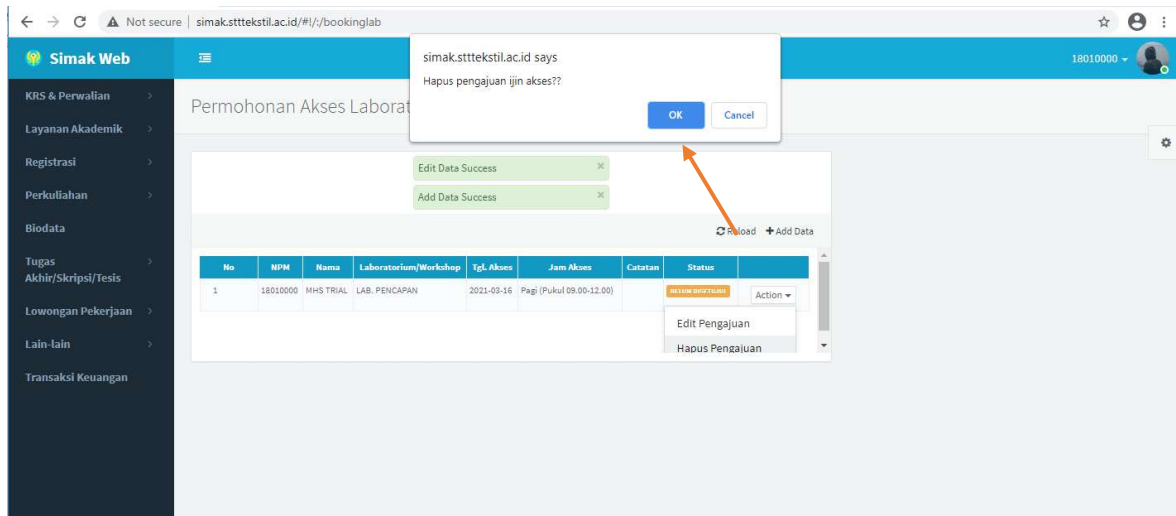 Not secure | simak.stttekstil.ac.id/#!/:/bookinglab
simak.stttekstil.ac.id says
Hapus pengajuan ijin akses??
OK Cancel
Simak Web
18010000
KRS & Perwalian
Layanan Akademik
Registrasi
Perkuliahan
Biodata
Tugas
Akhir/Skripsi/Tesis
Lowongan Pekerjaan
Lain-lain
Transaksi Keuangan
Permohonan Akses Laborat
Edit Data Success ×
Add Data Success ×
Reload +Add Data
No NPM Nama Laboratorium/Workshop Tgl. Akses Jam Akses Catatan Status
1 18010000 MHS TRIAL LAB. PENCAPAN 2021-03-16 Pagi (Pukul 09.00-12.00) BELUM DISETUJUI Action
Edit Pengajuan
Hapus Pengajuan